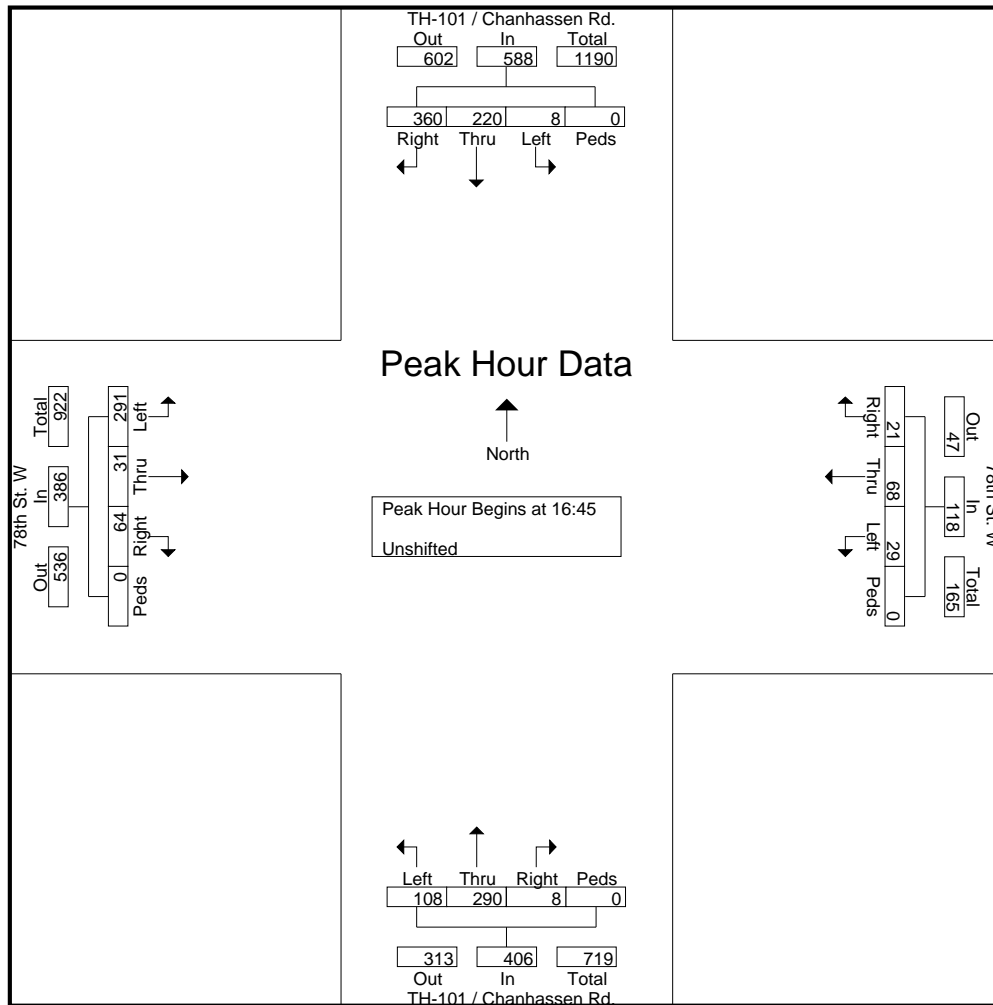 TH-101 / Chanhassen Rd.
Out In Total
602 588 1190
360 220 8 0
Right Thru Left Peds
Peak Hour Data
North
Peak Hour Begins at 16:45
Unshifted
78th St. W
Total In Out
922 386 536
291 31 64 0
Left Thru Right Peds
Right Thru Left Peds
21 68 29 0
Out In Total
47 118 165
78th St. W
Left Thru Right Peds
108 290 8 0
313 406 719
Out In Total
TH-101 / Chanhassen Rd.